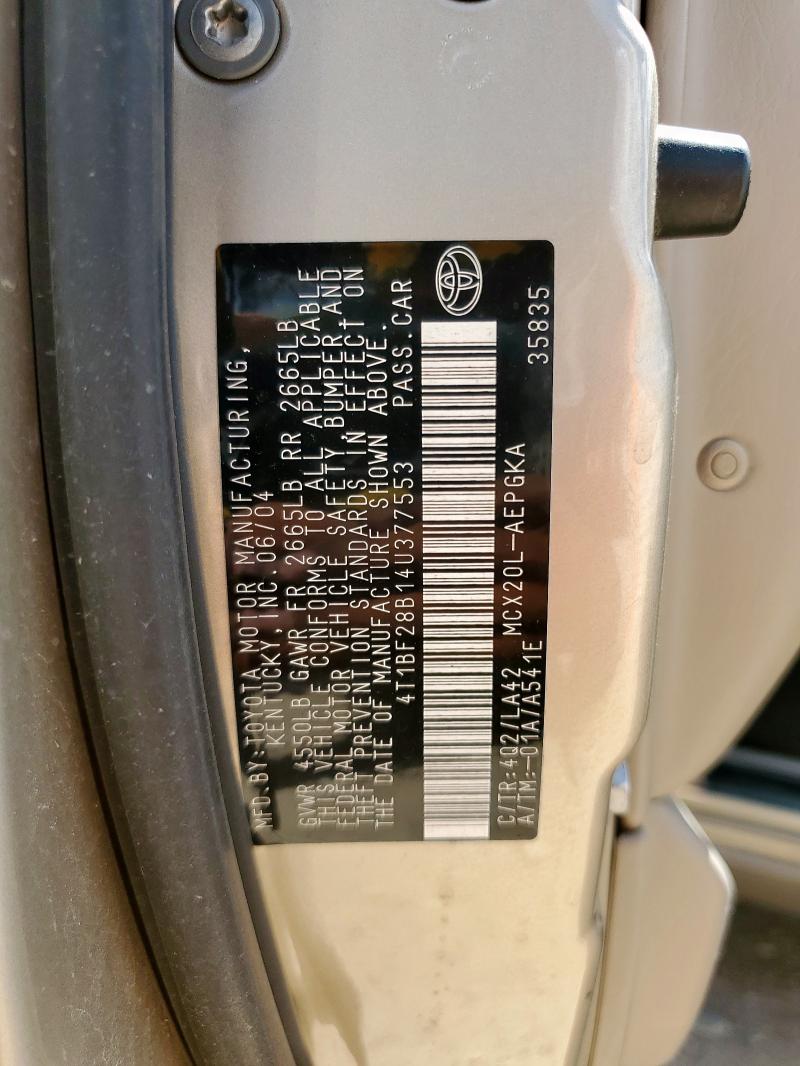 MFD.BY:TOYOTA MOTOR MANUFACTURING,
KENTUCKY,INC.06/04
GVWR 4550LB GAWR FR 2665LB RR 2665LB
THIS VEHICLE CONFORMS TO ALL APPLICABLE
FEDERAL MOTOR VEHICLE SAFETY, BUMPER,AND
THEFT PREVENTION STANDARDS IN EFFECT ON
THE DATE OF MANUFACTURE SHOWN ABOVE.
4T1BF28B14U377553 PASS.CAR
C/TR:4Q2/LA42 MCX20L-AEPGKA
A/TM:-01A/A541E 35835